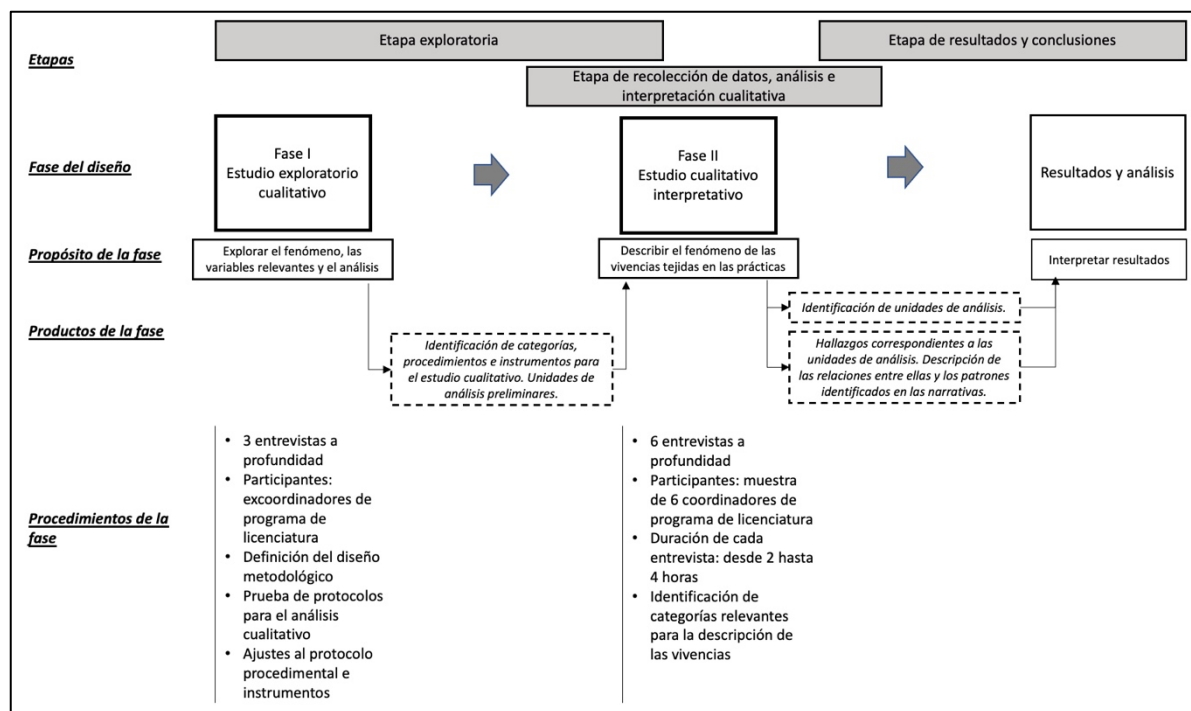 Etapas
Etapa exploratoria
Etapa de resultados y conclusiones
Etapa de recolección de datos, análisis e
interpretación cualitativa
Fase del diseño
Fase I
Estudio exploratorio
cualitativo
Fase II
Estudio cualitativo
interpretativo
Resultados y análisis
Propósito de la fase
Explorar el fenómeno, las
variables relevantes y el análisis
Describir el fenómeno de las
vivencias tejidas en las prácticas
Interpretar resultados
Productos de la fase
Identificación de categorías,
procedimientos e instrumentos para
el estudio cualitativo. Unidades de
análisis preliminares.
Identificación de unidades de análisis.
Hallazgos correspondientes a las
unidades de análisis. Descripción de
las relaciones entre ellas y los patrones
identificados en las narrativas.
Procedimientos de la
fase
• 3 entrevistas a
profundidad
• Participantes:
excoordinadores de
programa de
licenciatura
• Definición del diseño
metodológico
• Prueba de protocolos
para el análisis
cualitativo
• Ajustes al protocolo
procedimental e
instrumentos
• 6 entrevistas a
profundidad
• Participantes: muestra
de 6 coordinadores de
programa de licenciatura
• Duración de cada
entrevista: desde 2 hasta
4 horas
• Identificación de
categorías relevantes
para la descripción de
las vivencias